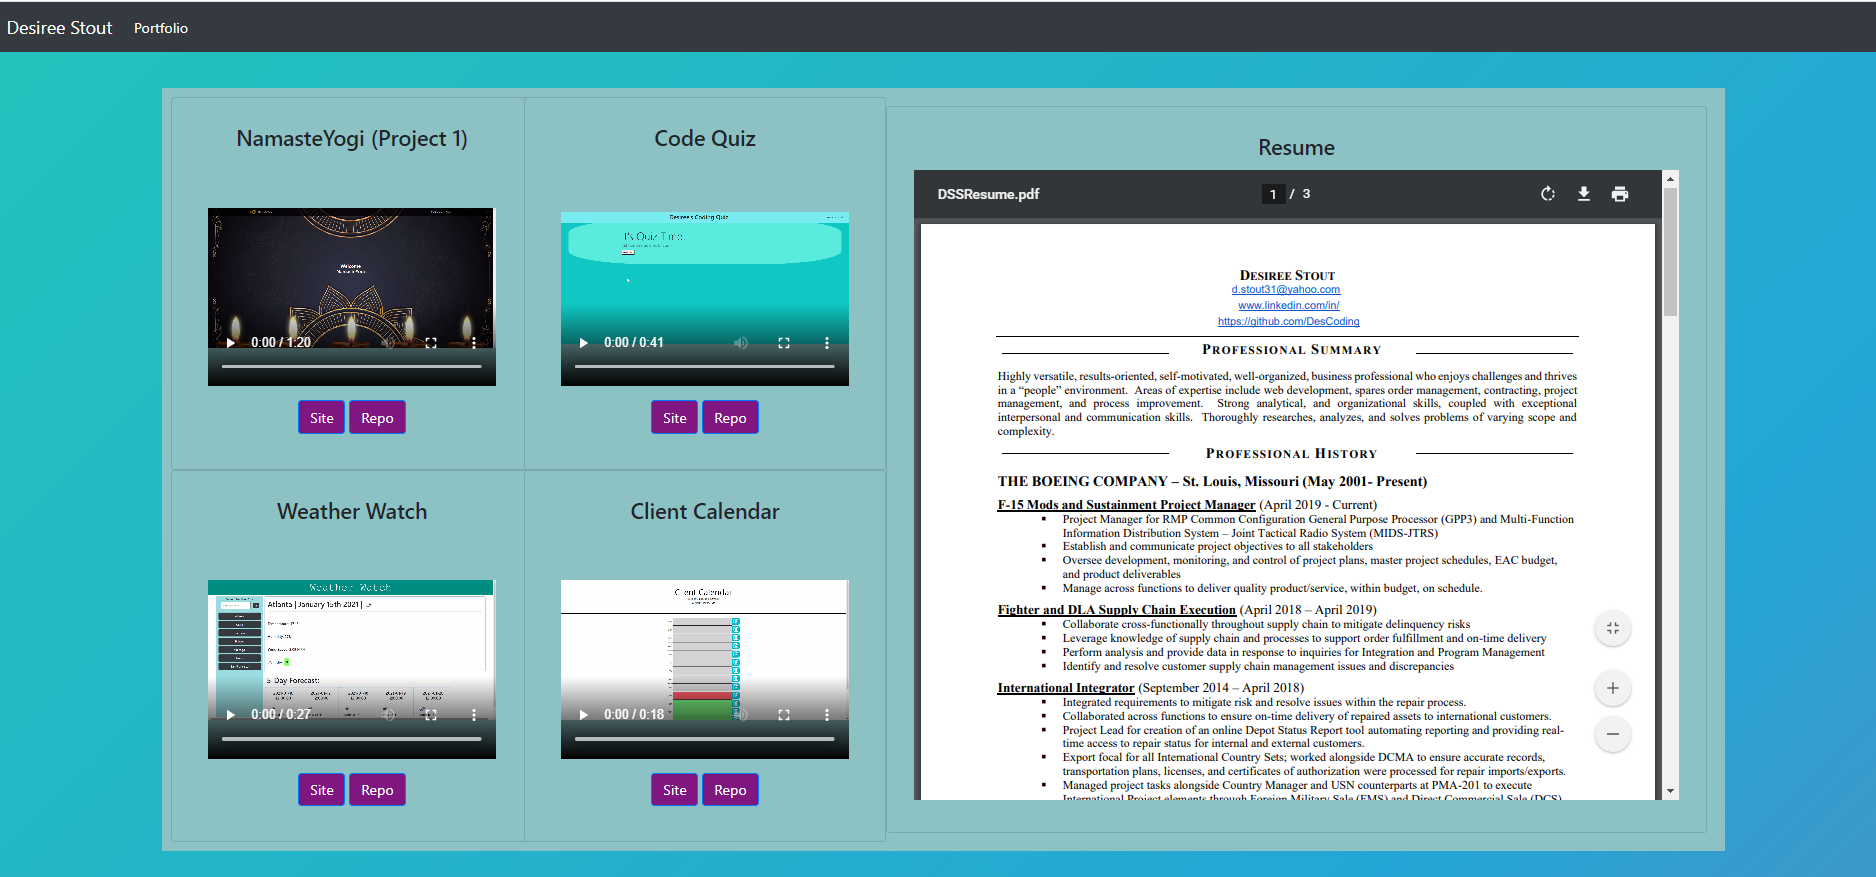 Desiree Stout Portfolio
NamasteYogi (Project 1)
Welcome
0:00 / 1:20
Site Repo
Code Quiz
Desiree's Coding Quiz
It's Quiz Time
0:00 / 0:41
Site Repo
Weather Watch
Weather Watch
Atlanta | January 15th 2021 |
5 Day Forecast:
0:00 / 0:27
Site Repo
Client Calendar
Client Calendar
0:00 / 0:18
Site Repo
Resume
DSSResume.pdf 1 / 3
DESIREE STOUT
d.stout31@yahoo.com
www.linkedin.com/in/
https://github.com/DesCoding
PROFESSIONAL SUMMARY
Highly versatile, results-oriented, self-motivated, well-organized, business professional who enjoys challenges and thrives
in a “people” environment. Areas of expertise include web development, spares order management, contracting, project
management, and process improvement. Strong analytical, and organizational skills, coupled with exceptional
interpersonal and communication skills. Thoroughly researches, analyzes, and solves problems of varying scope and
complexity.
PROFESSIONAL HISTORY
THE BOEING COMPANY – St. Louis, Missouri (May 2001- Present)
F-15 Mods and Sustainment Project Manager (April 2019 - Current)
▪ Project Manager for RMP Common Configuration General Purpose Processor (GPP3) and Multi-Function
Information Distribution System – Joint Tactical Radio System (MIDS-JTRS)
▪ Establish and communicate project objectives to all stakeholders
▪ Oversee development, monitoring, and control of project plans, master project schedules, EAC budget,
and product deliverables
▪ Manage across functions to deliver quality product/service, within budget, on schedule.
Fighter and DLA Supply Chain Execution (April 2018 – April 2019)
▪ Collaborate cross-functionally throughout supply chain to mitigate delinquency risks
▪ Leverage knowledge of supply chain and processes to support order fulfillment and on-time delivery
▪ Perform analysis and provide data in response to inquiries for Integration and Program Management
▪ Identify and resolve customer supply chain management issues and discrepancies
International Integrator (September 2014 – April 2018)
▪ Integrated requirements to mitigate risk and resolve issues within the repair process.
▪ Collaborated across functions to ensure on-time delivery of repaired assets to international customers.
▪ Project Lead for creation of an online Depot Status Report tool automating reporting and providing real-
time access to repair status for internal and external customers.
▪ Export focal for all International Country Sets; worked alongside DCMA to ensure accurate records,
transportation plans, licenses, and certificates of authorization were processed for repair imports/exports.
▪ Managed project tasks alongside Country Manager and USN counterparts at PMA-201 to execute
International Project elements through Foreign Military Sale (FMS) and Direct Commercial Sale (DCS)